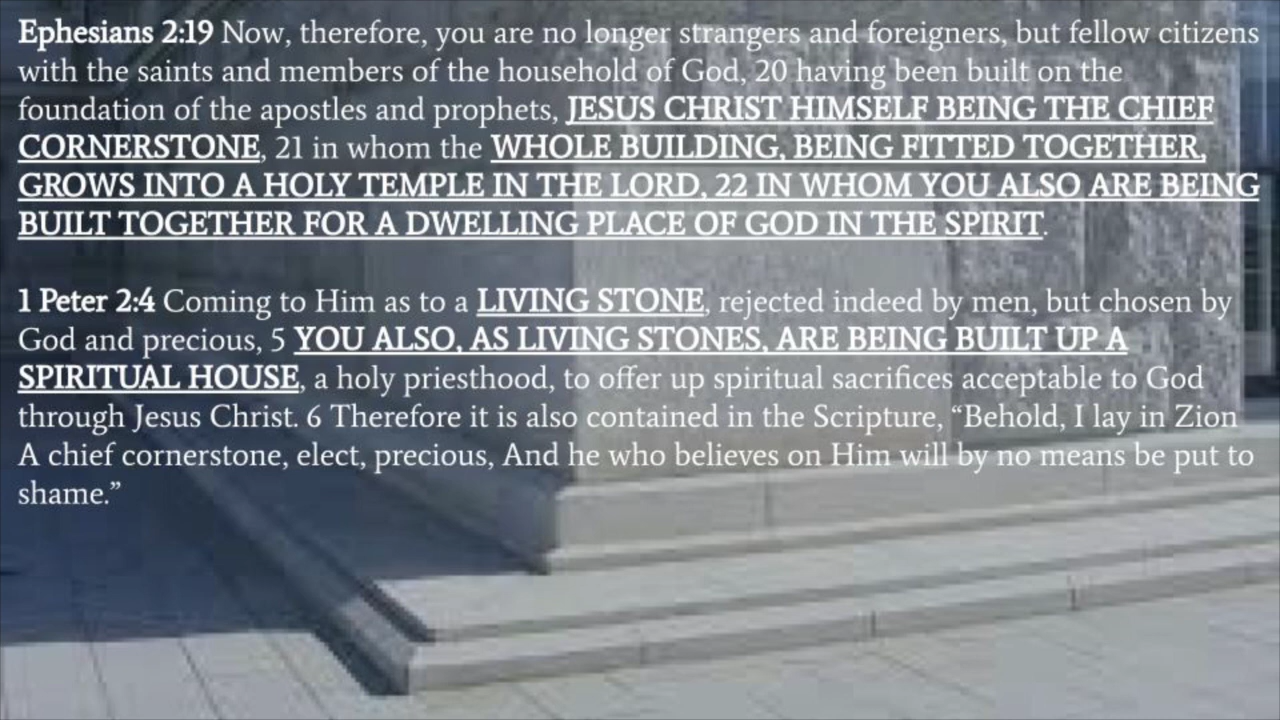 Ephesians 2:19 Now, therefore, you are no longer strangers and foreigners, but fellow citizens
with the saints and members of the household of God, 20 having been built on the
foundation of the apostles and prophets, JESUS CHRIST HIMSELF BEING THE CHIEF
CORNERSTONE, 21 in whom the WHOLE BUILDING, BEING FITTED TOGETHER,
GROWS INTO A HOLY TEMPLE IN THE LORD, 22 IN WHOM YOU ALSO ARE BEING
BUILT TOGETHER FOR A DWELLING PLACE OF GOD IN THE SPIRIT.
1 Peter 2:4 Coming to Him as to a LIVING STONE, rejected indeed by men, but chosen by
God and precious, 5 YOU ALSO, AS LIVING STONES, ARE BEING BUILT UP A
SPIRITUAL HOUSE, a holy priesthood, to offer up spiritual sacrifices acceptable to God
through Jesus Christ. 6 Therefore it is also contained in the Scripture, “Behold, I lay in Zion
A chief cornerstone, elect, precious, And he who believes on Him will by no means be put to
shame.”